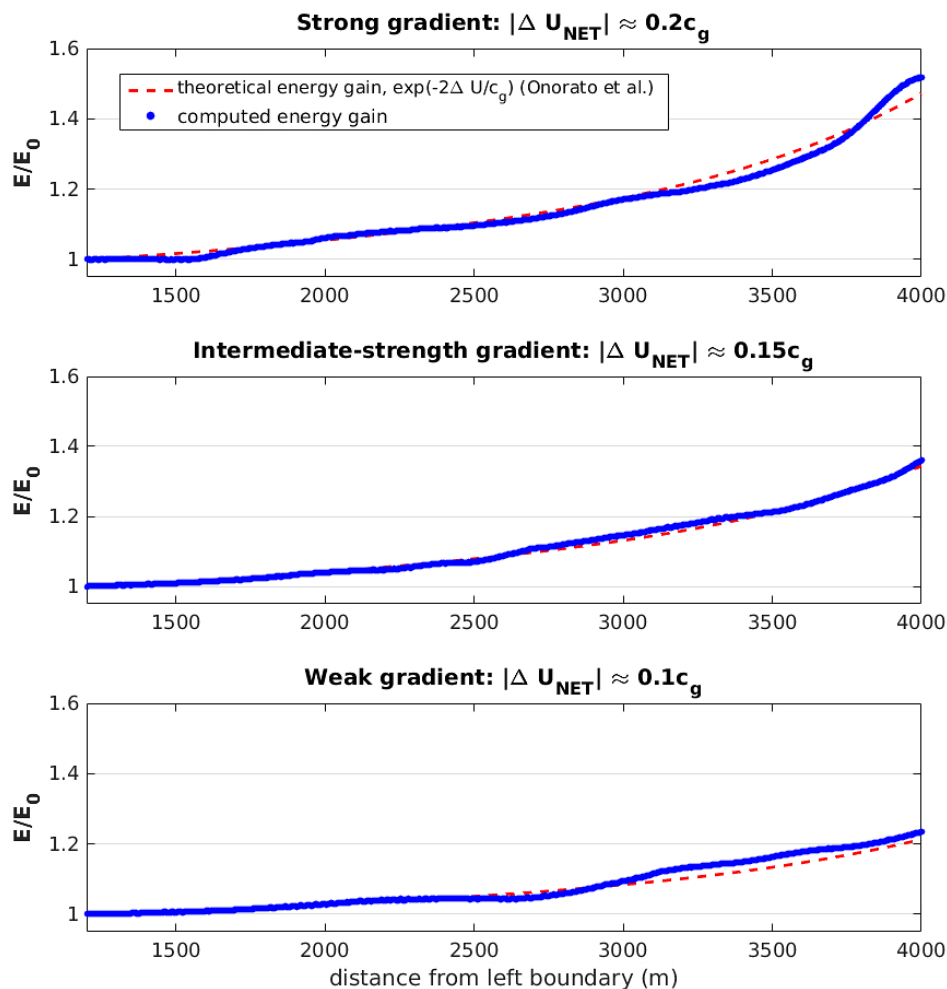 Strong gradient: |Δ U_NET| ≈ 0.2c_g
1.6
theoretical energy gain, exp(-2Δ U/c_g) (Onorato et al.)
computed energy gain
1.4
E/E_0
1.2
1
1500 2000 2500 3000 3500 4000
Intermediate-strength gradient: |Δ U_NET| ≈ 0.15c_g
1.6
1.4
E/E_0
1.2
1
1500 2000 2500 3000 3500 4000
Weak gradient: |Δ U_NET| ≈ 0.1c_g
1.6
1.4
E/E_0
1.2
1
1500 2000 2500 3000 3500 4000
distance from left boundary (m)